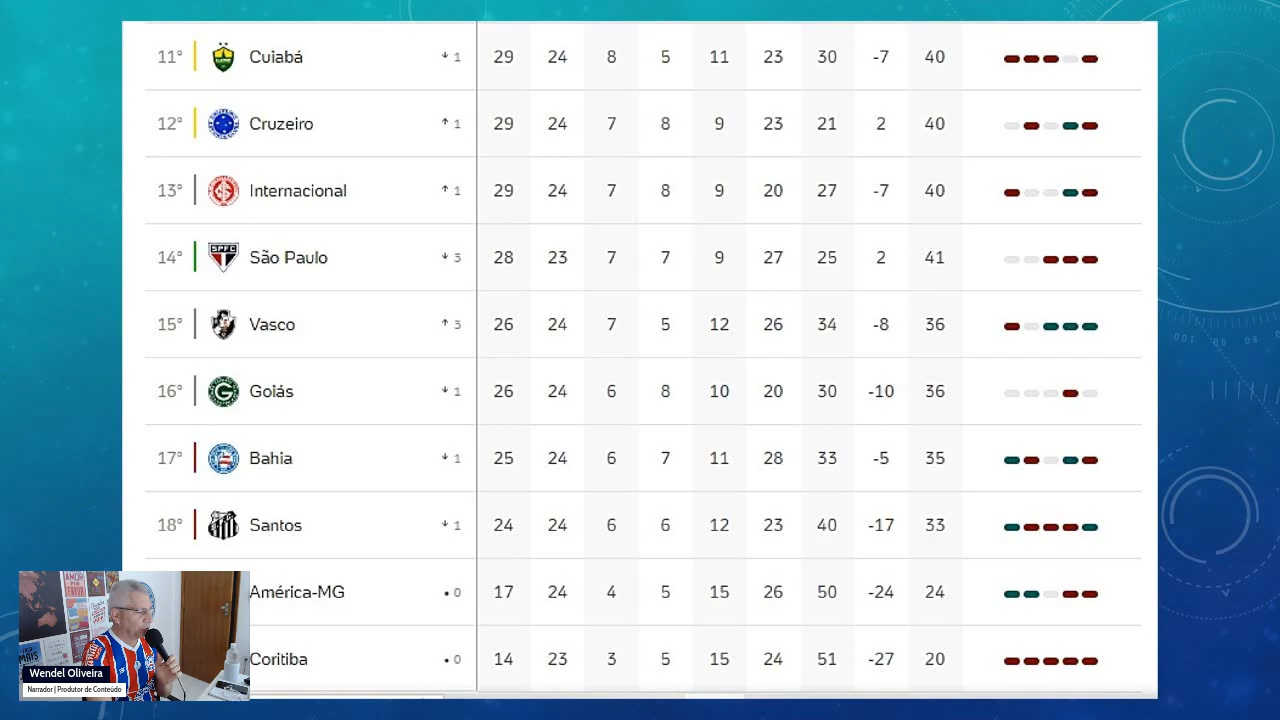 11° Cuiabá 1 29 24 8 5 11 23 30 -7 40
12° Cruzeiro 1 29 24 7 8 9 23 21 2 40
13° Internacional 1 29 24 7 8 9 20 27 -7 40
14° SPFC São Paulo 3 28 23 7 7 9 27 25 2 41
15° Vasco 3 26 24 7 5 12 26 34 -8 36
16° G Goiás 1 26 24 6 8 10 20 30 -10 36
17° Bahia 1 25 24 6 7 11 28 33 -5 35
18° Santos 1 24 24 6 6 12 23 40 -17 33
América-MG 0 17 24 4 5 15 26 50 -24 24
Coritiba 0 14 23 3 5 15 24 51 -27 20
AMOR
MAIS
Wendel Oliveira
Narrador | Produtor de Conteúdo